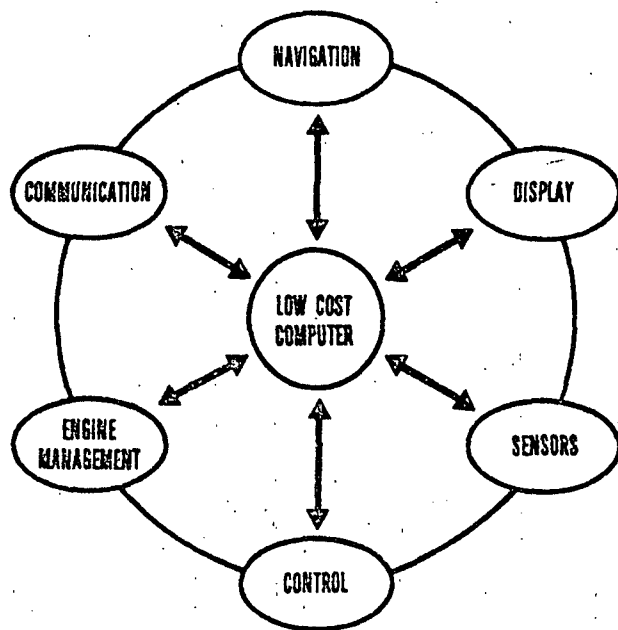 NAVIGATION
COMMUNICATION
DISPLAY
LOW COST
COMPUTER
ENGINE
MANAGEMENT
SENSORS
CONTROL